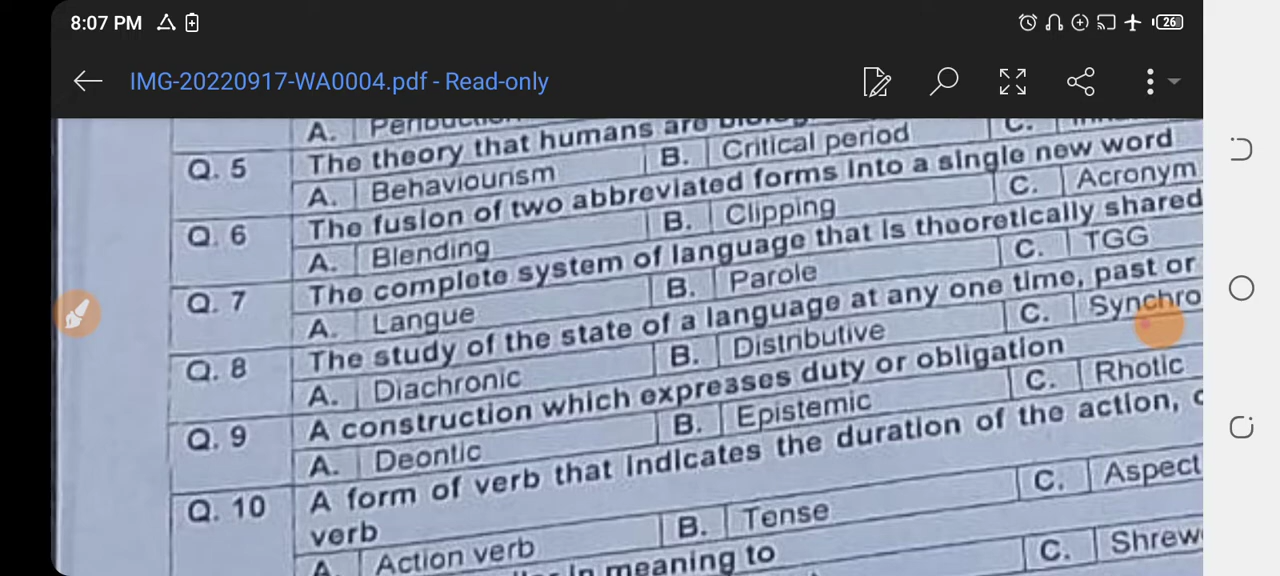 8:07 PM
26
IMG-20220917-WA0004.pdf - Read-only
A. C.
Q. 5 The theory that humans are
A. Behaviourism B. Critical period C.
Q. 6 The fusion of two abbreviated forms into a single new word
A. Blending B. Clipping C. Acronym
Q. 7 The complete system of language that is theoretically shared
A. Langue B. Parole C. TGG
Q. 8 The study of the state of a language at any one time, past or
A. Diachronic B. Distributive C. Synchro
Q. 9 A construction which expreases duty or obligation
A. Deontic B. Epistemic C. Rhotic
Q. 10 A form of verb that indicates the duration of the action,
verb
A. Action verb B. Tense C. Aspect
in meaning to
C. Shrew